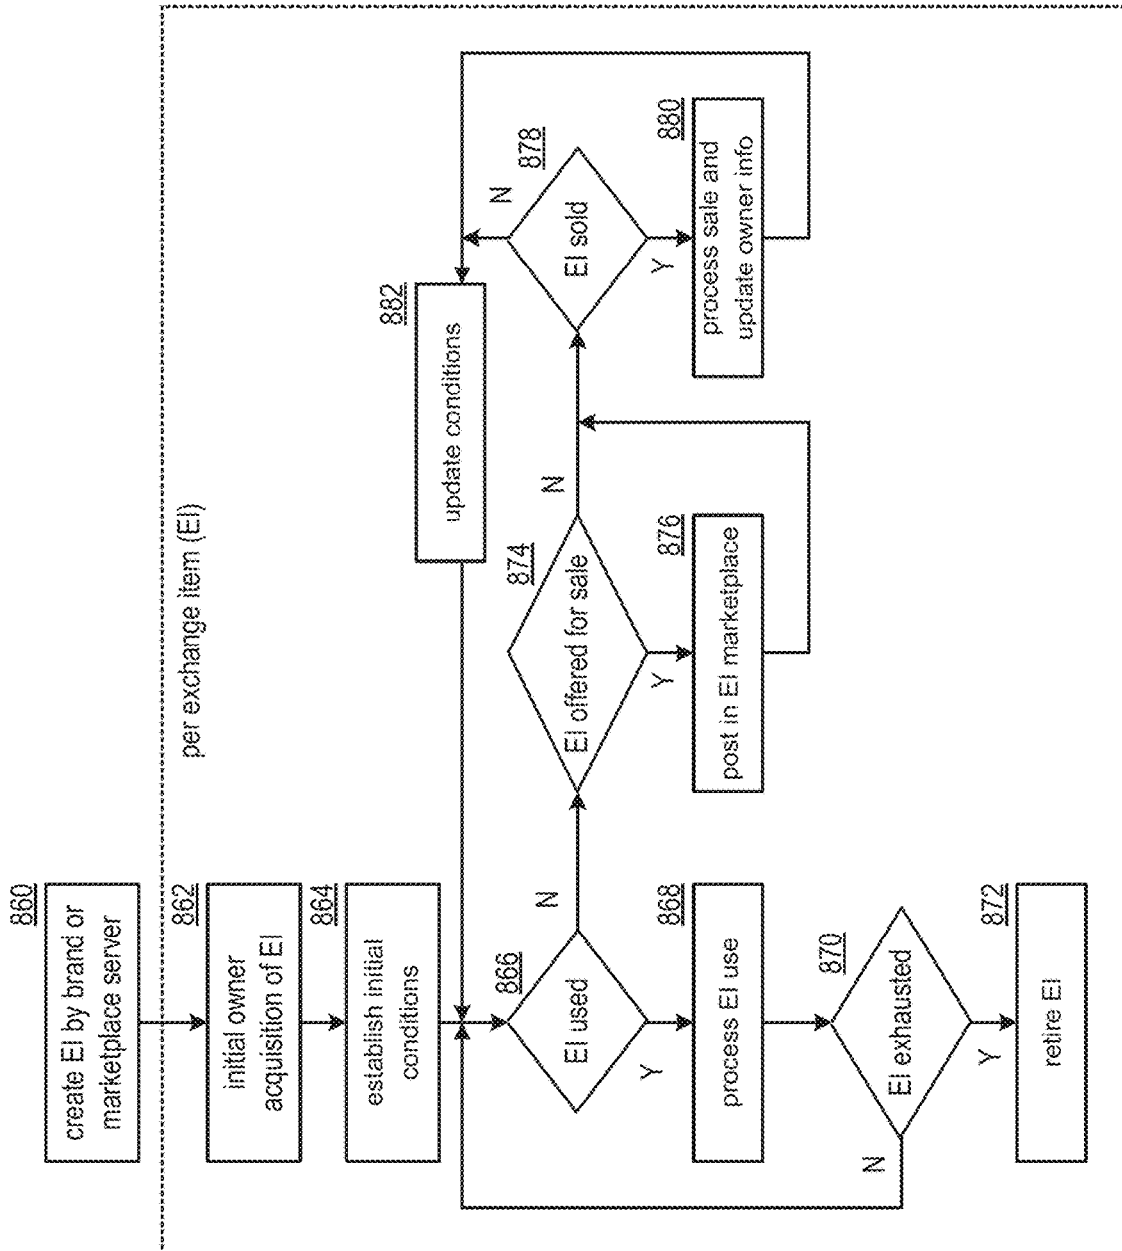 860
create EI by brand or
marketplace server
per exchange item (EI)
862
initial owner
acquisition of EI
864
establish initial
conditions
866
EI used
N
Y
868
process EI use
870
EI exhausted
N
Y
872
retire EI
874
EI offered for sale
N
Y
876
post in EI marketplace
878
EI sold
N
Y
880
process sale and
update owner info
882
update conditions